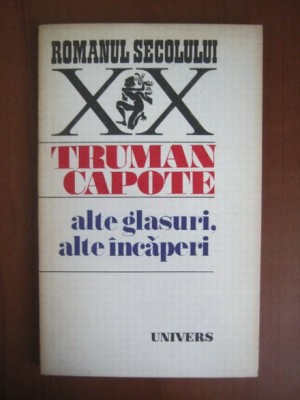 ROMANUL SECOLULUI
XX
TRUMAN
CAPOTE
alte glasuri,
alte încăperi
UNIVERS